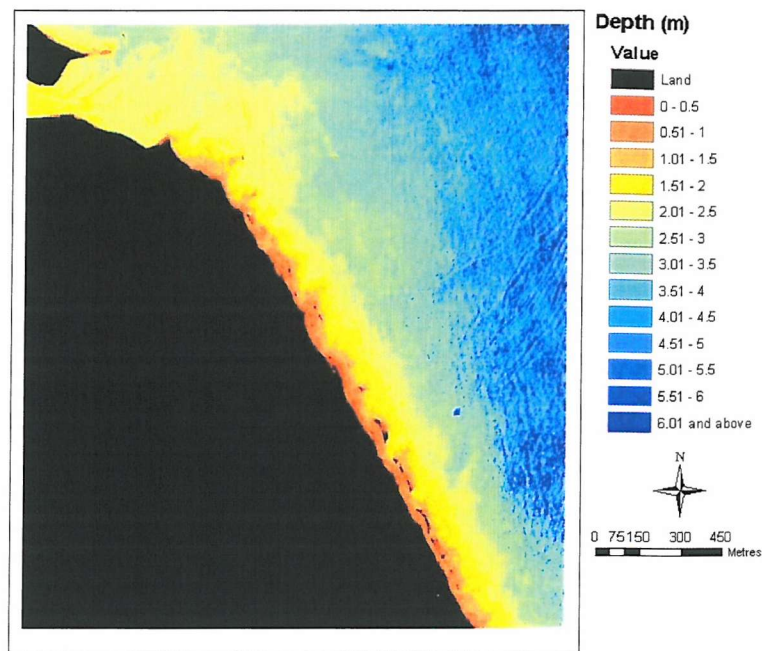 Depth (m)
Value
Land
0 - 0.5
0.51 - 1
1.01 - 1.5
1.51 - 2
2.01 - 2.5
2.51 - 3
3.01 - 3.5
3.51 - 4
4.01 - 4.5
4.51 - 5
5.01 - 5.5
5.51 - 6
6.01 and above
N
0 75150 300 450
Metres